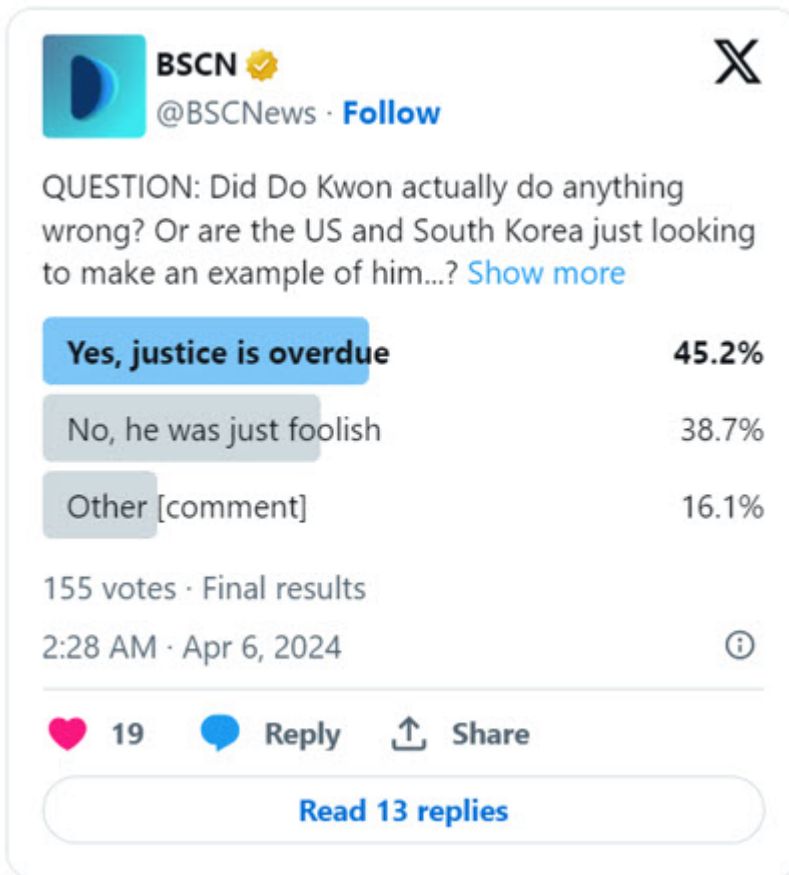 BSCN
@BSCNews · Follow
QUESTION: Did Do Kwon actually do anything
wrong? Or are the US and South Korea just looking
to make an example of him...? Show more
Yes, justice is overdue 45.2%
No, he was just foolish 38.7%
Other [comment] 16.1%
155 votes · Final results
2:28 AM · Apr 6, 2024
19 Reply Share
Read 13 replies